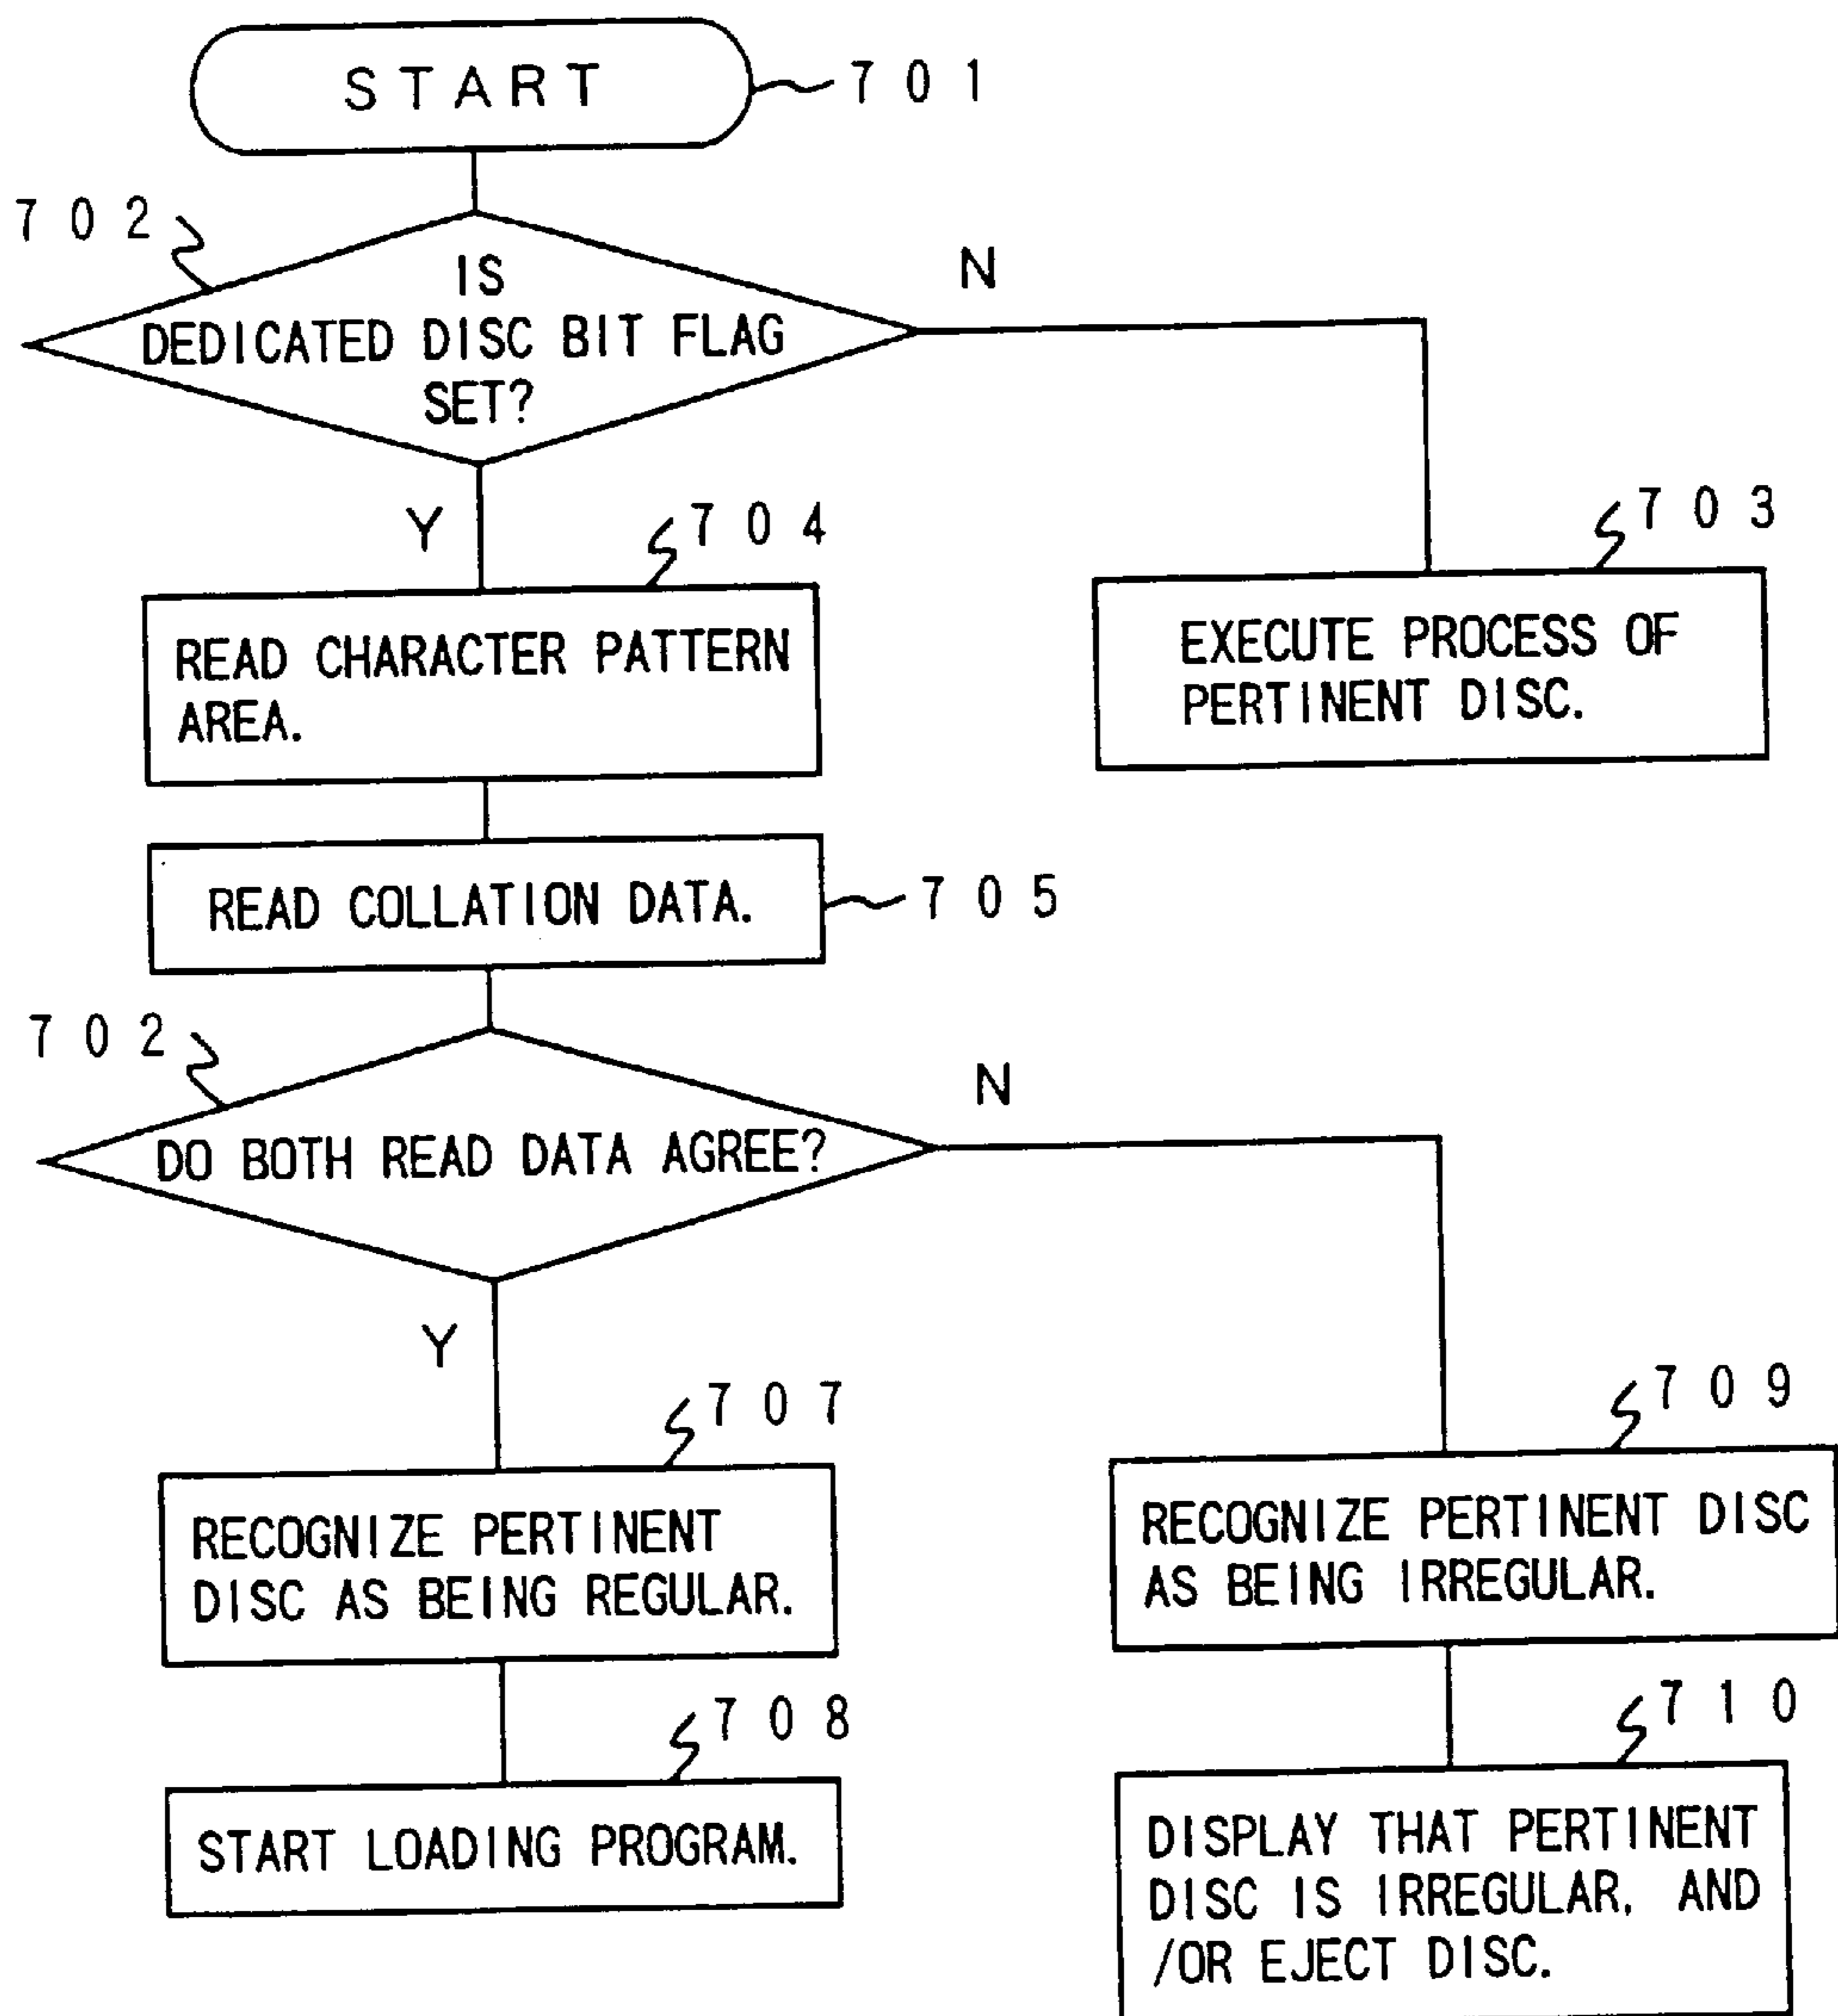 START
701
702
IS
DEDICATED DISC BIT FLAG
SET?
N
Y
704
703
READ CHARACTER PATTERN
AREA.
EXECUTE PROCESS OF
PERTINENT DISC.
READ COLLATION DATA.
705
702
DO BOTH READ DATA AGREE?
N
Y
707
709
RECOGNIZE PERTINENT
DISC AS BEING REGULAR.
RECOGNIZE PERTINENT DISC
AS BEING IRREGULAR.
708
710
START LOADING PROGRAM.
DISPLAY THAT PERTINENT
DISC IS IRREGULAR, AND
/OR EJECT DISC.